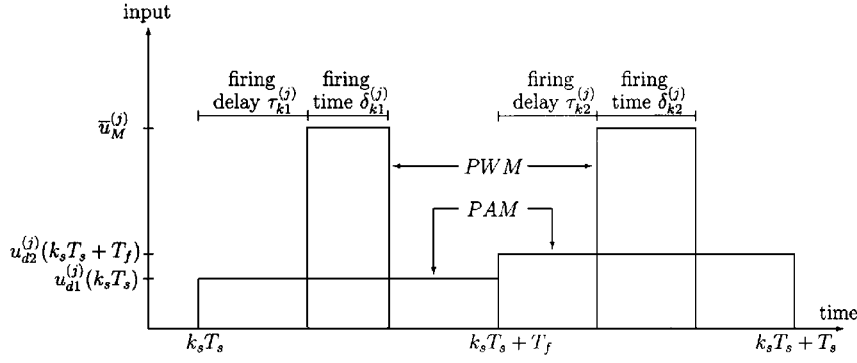 input
firing
delay τ_{k1}^{(j)}
firing
time δ_{k1}^{(j)}
firing
delay τ_{k2}^{(j)}
firing
time δ_{k2}^{(j)}
ū_M^{(j)}
PWM
PAM
u_{d2}^{(j)}(k_sT_s + T_f)
u_{d1}^{(j)}(k_sT_s)
time
k_sT_s
k_sT_s + T_f
k_sT_s + T_s